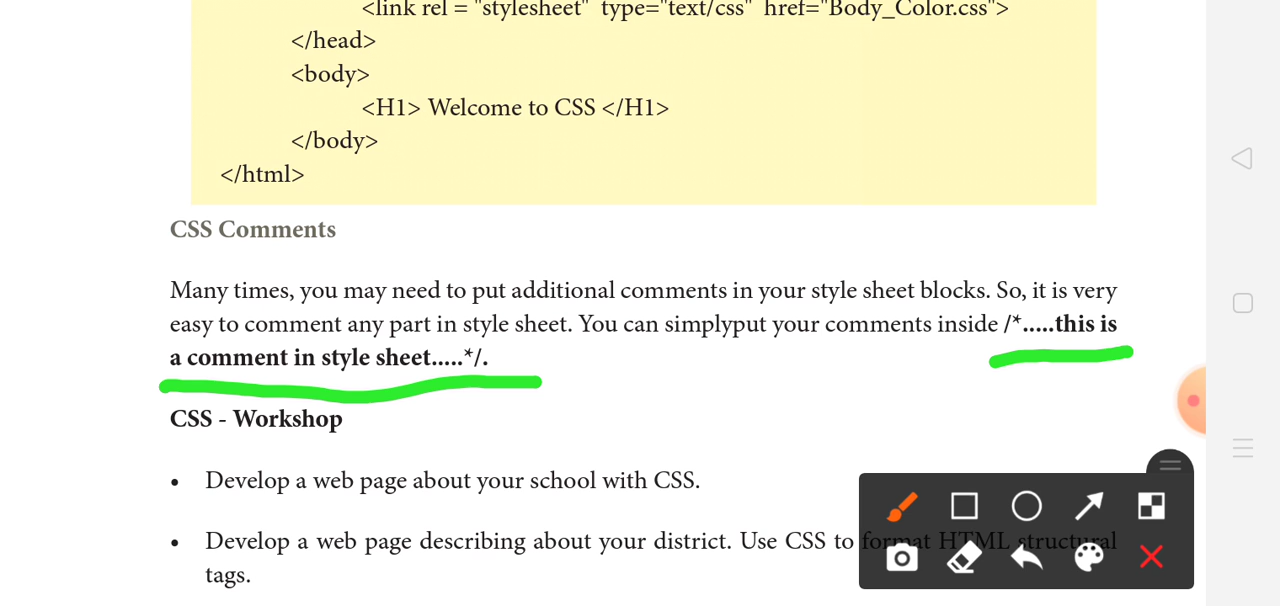 <link rel = "stylesheet" type="text/css" href="Body_Color.css">
</head>
<body>
<H1> Welcome to CSS </H1>
</body>
</html>
CSS Comments
Many times, you may need to put additional comments in your style sheet blocks. So, it is very
easy to comment any part in style sheet. You can simplyput your comments inside /*.....this is
a comment in style sheet.....*/.
CSS - Workshop
• Develop a web page about your school with CSS.
• Develop a web page describing about your district. Use CSS to format HTML structural
tags.